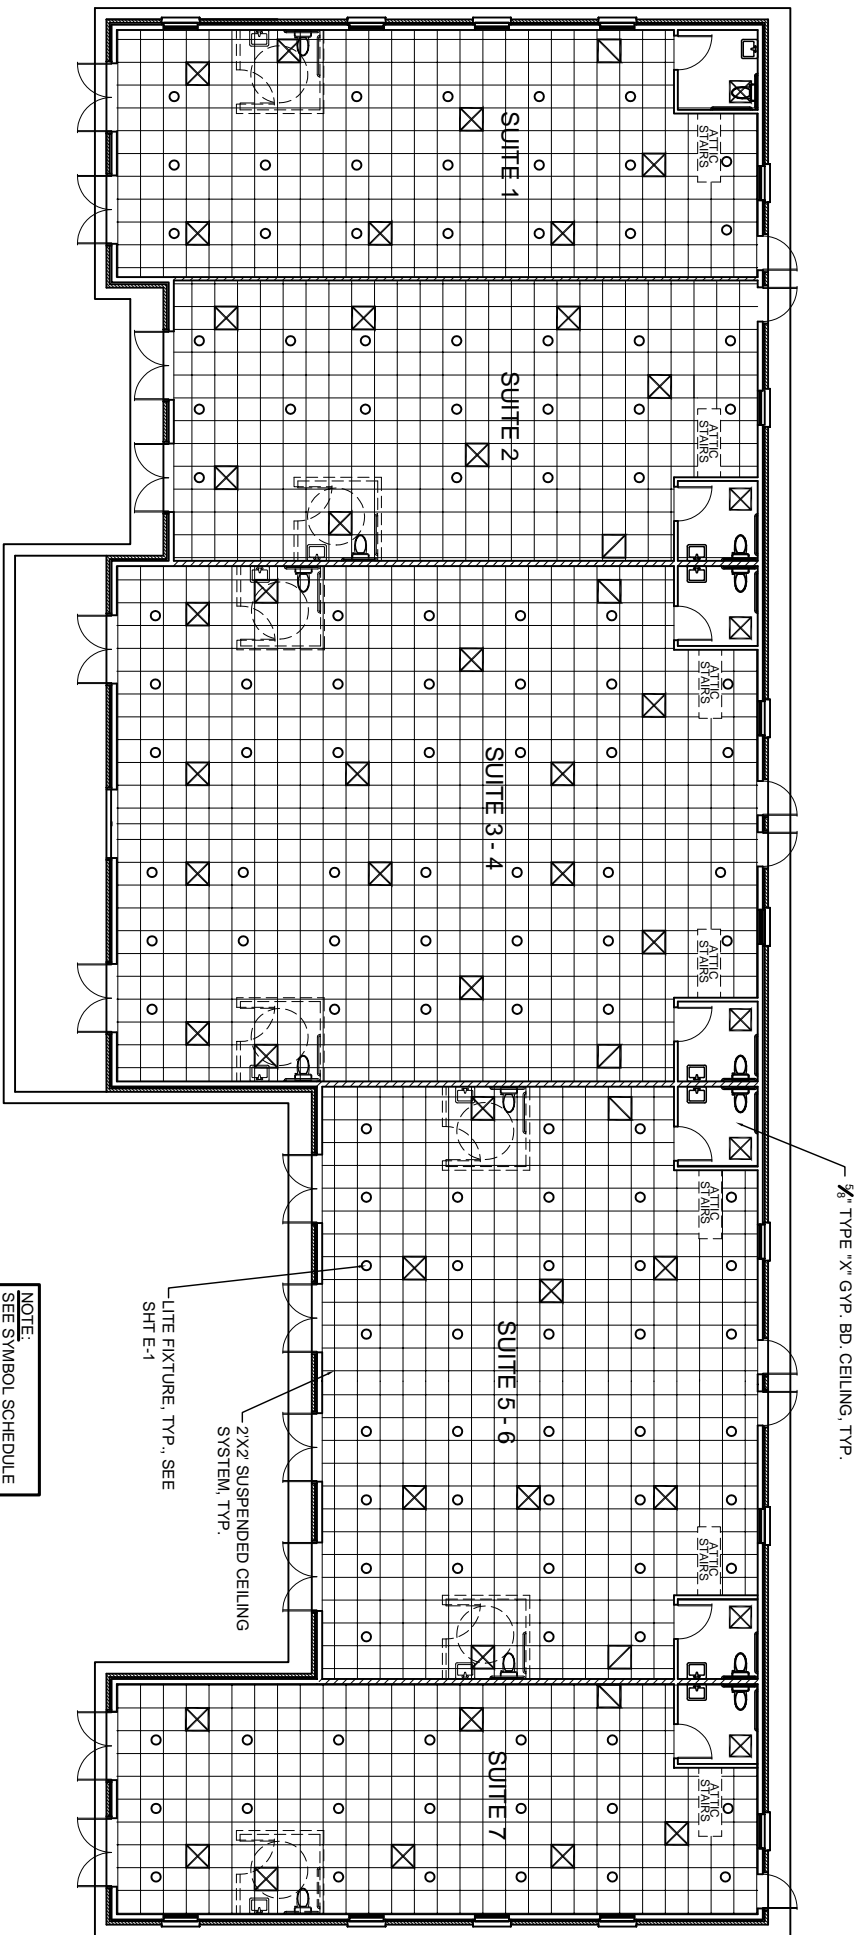 ⅝" TYPE "X" GYP. BD. CEILING, TYP.
ATTIC
STAIRS
ATTIC
STAIRS
ATTIC
STAIRS
ATTIC
STAIRS
ATTIC
STAIRS
ATTIC
STAIRS
ATTIC
STAIRS
SUITE 1
SUITE 2
SUITE 3 - 4
SUITE 5 - 6
SUITE 7
2'X2' SUSPENDED CEILING
SYSTEM, TYP.
LITE FIXTURE, TYP., SEE
SHT E-1
NOTE:
SEE SYMBOL SCHEDULE